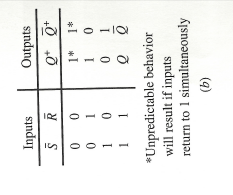 Inputs Outputs
S̅ R̅ Q⁺ Q̅⁺
0 0 1* 1*
0 1 1 0
1 0 0 1
1 1 Q Q̅
*Unpredictable behavior
will result if inputs
return to 1 simultaneously
(b)